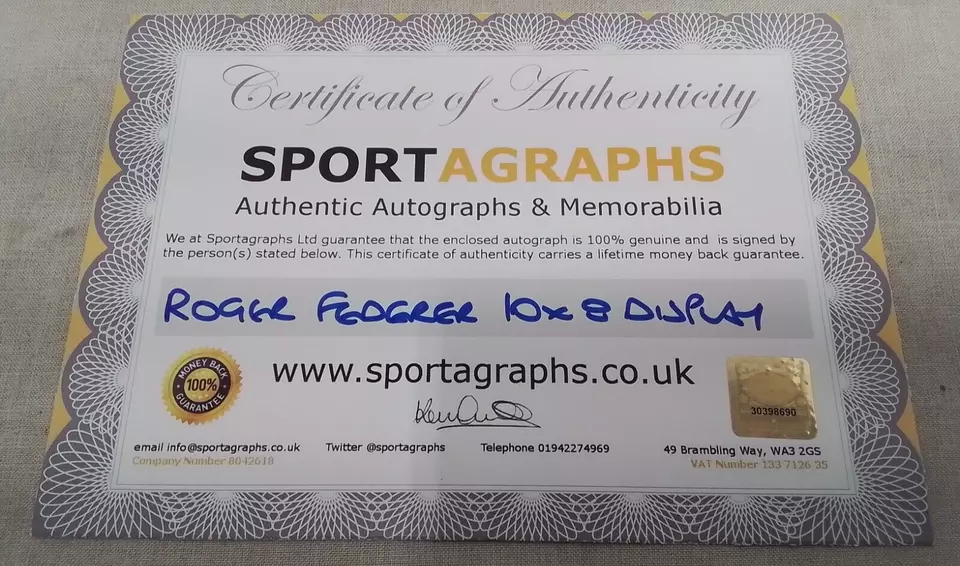 Certificate of Authenticity
SPORTAGRAPHS
Authentic Autographs & Memorabilia
We at Sportagraphs Ltd guarantee that the enclosed autograph is 100% genuine and is signed by
the person(s) stated below. This certificate of authenticity carries a lifetime money back guarantee.
ROGER FEDERER 10x8 DISPLAY
MONEY BACK
100%
GUARANTEE
www.sportagraphs.co.uk
30398690
email info@sportagraphs.co.uk Twitter @sportagraphs Telephone 01942274969 49 Brambling Way, WA3 2GS
Company Number 8042618 VAT Number 133 7126 35